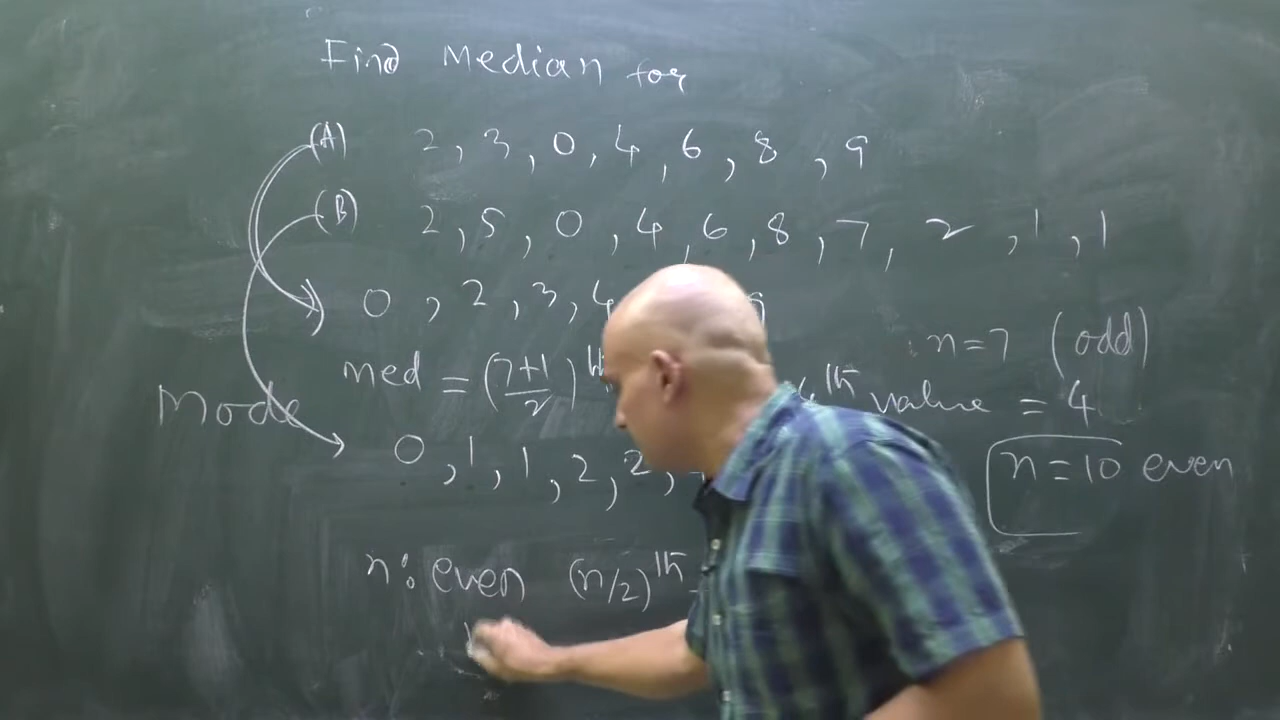 Find Median for
(A) 2, 3, 0, 4, 6, 8, 9
(B) 2, 5, 0, 4, 6, 8, 7, 2, 1, 1
0, 2, 3, 4 9
n=7 (odd)
med = (7+1/2)th 4th value = 4
Mode
0, 1, 1, 2, 2,
n=10 even
n: even (n/2)th